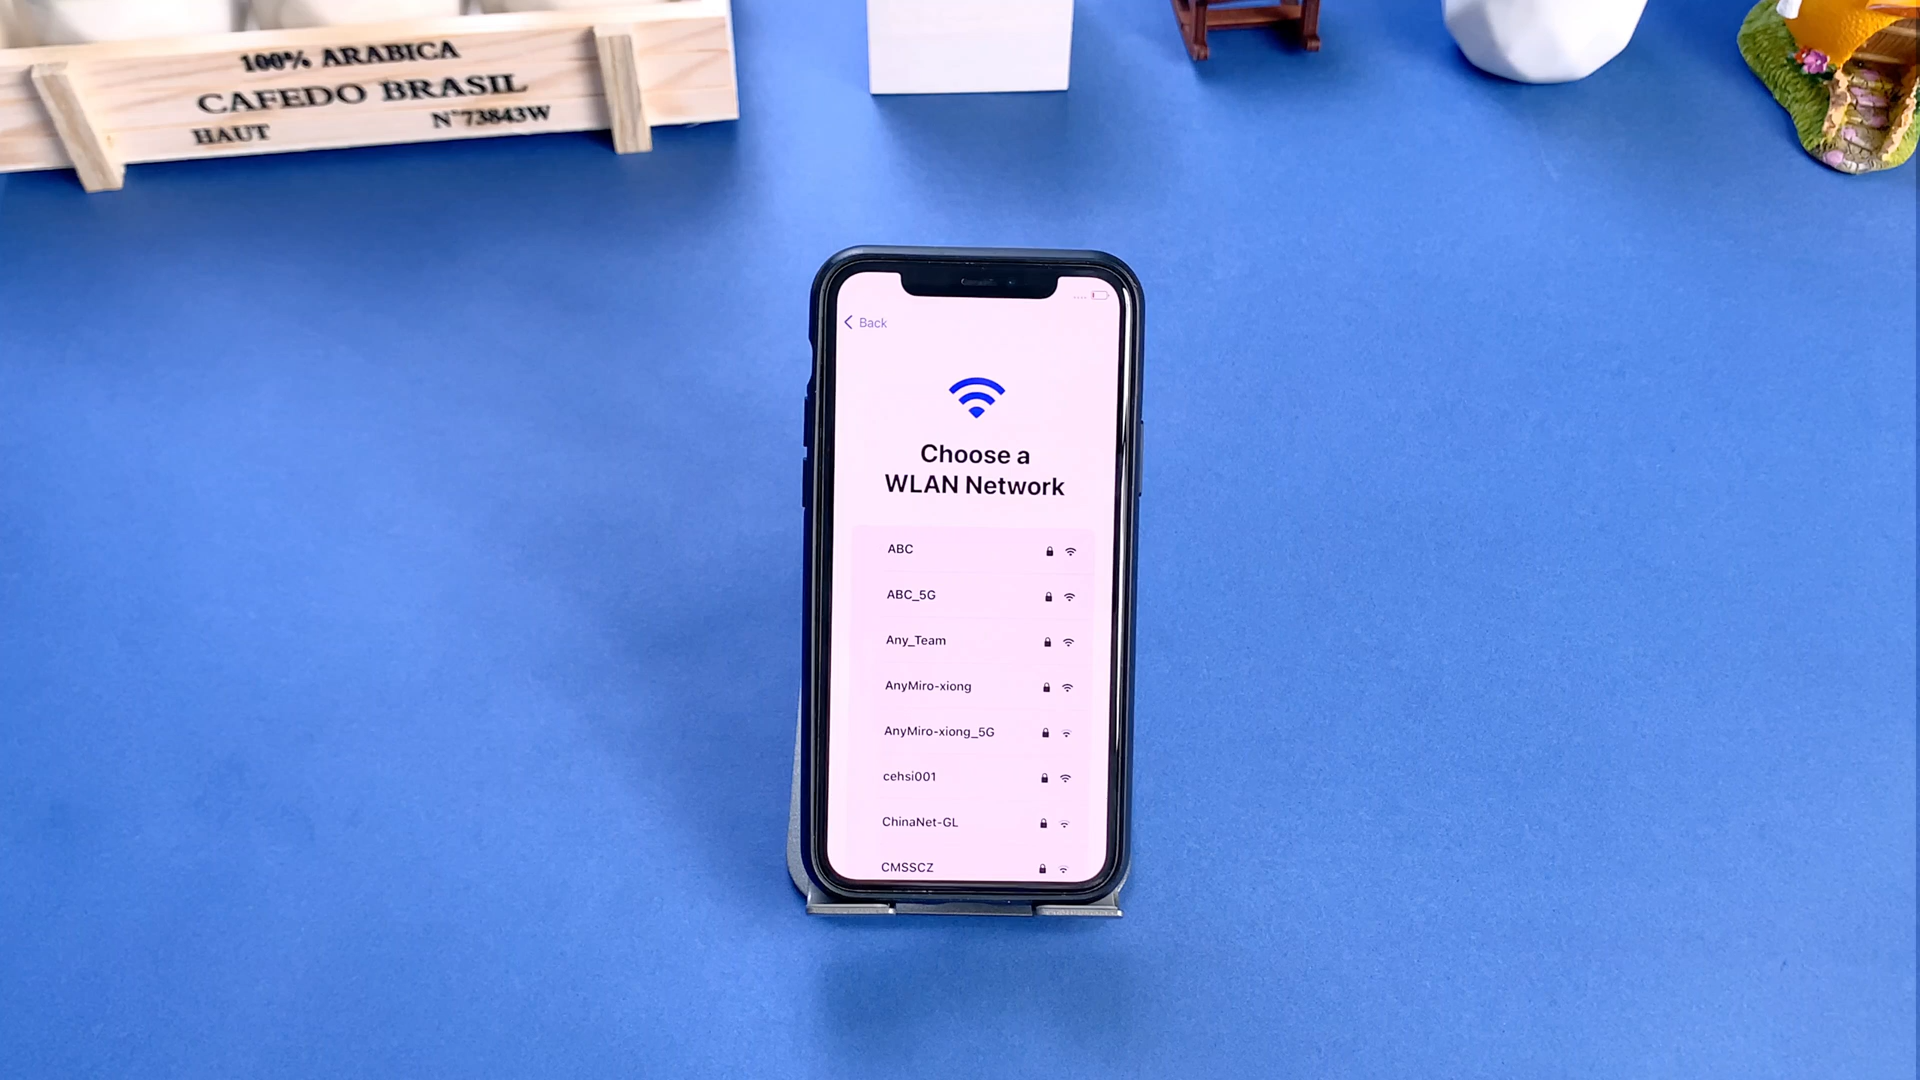 100% ARABICA
CAFEDO BRASIL
HAUT N°73843W
Back
Choose a
WLAN Network
ABC
ABC_5G
Any_Team
AnyMiro-xiong
AnyMiro-xiong_5G
cehsi001
ChinaNet-GL
CMSSCZ